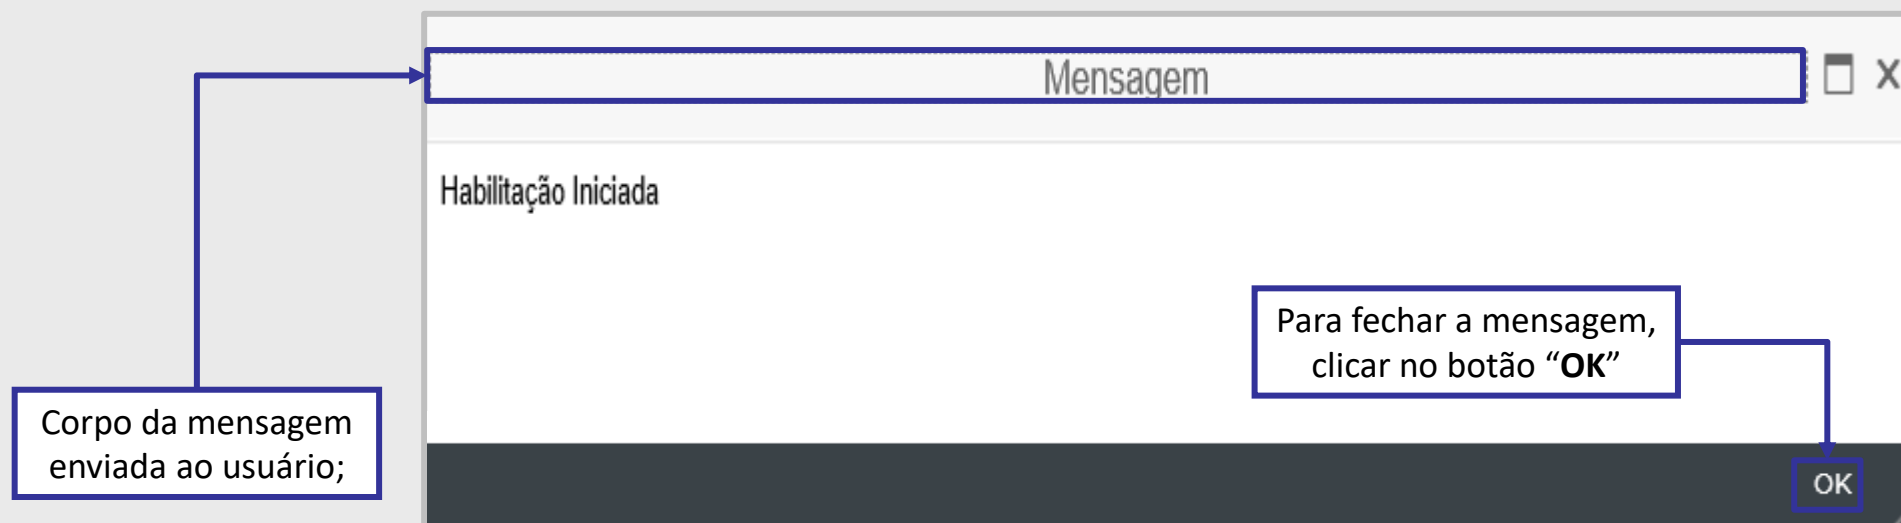 Mensagem
X
Habilitação Iniciada
Para fechar a mensagem,
clicar no botão “OK”
Corpo da mensagem
enviada ao usuário;
OK